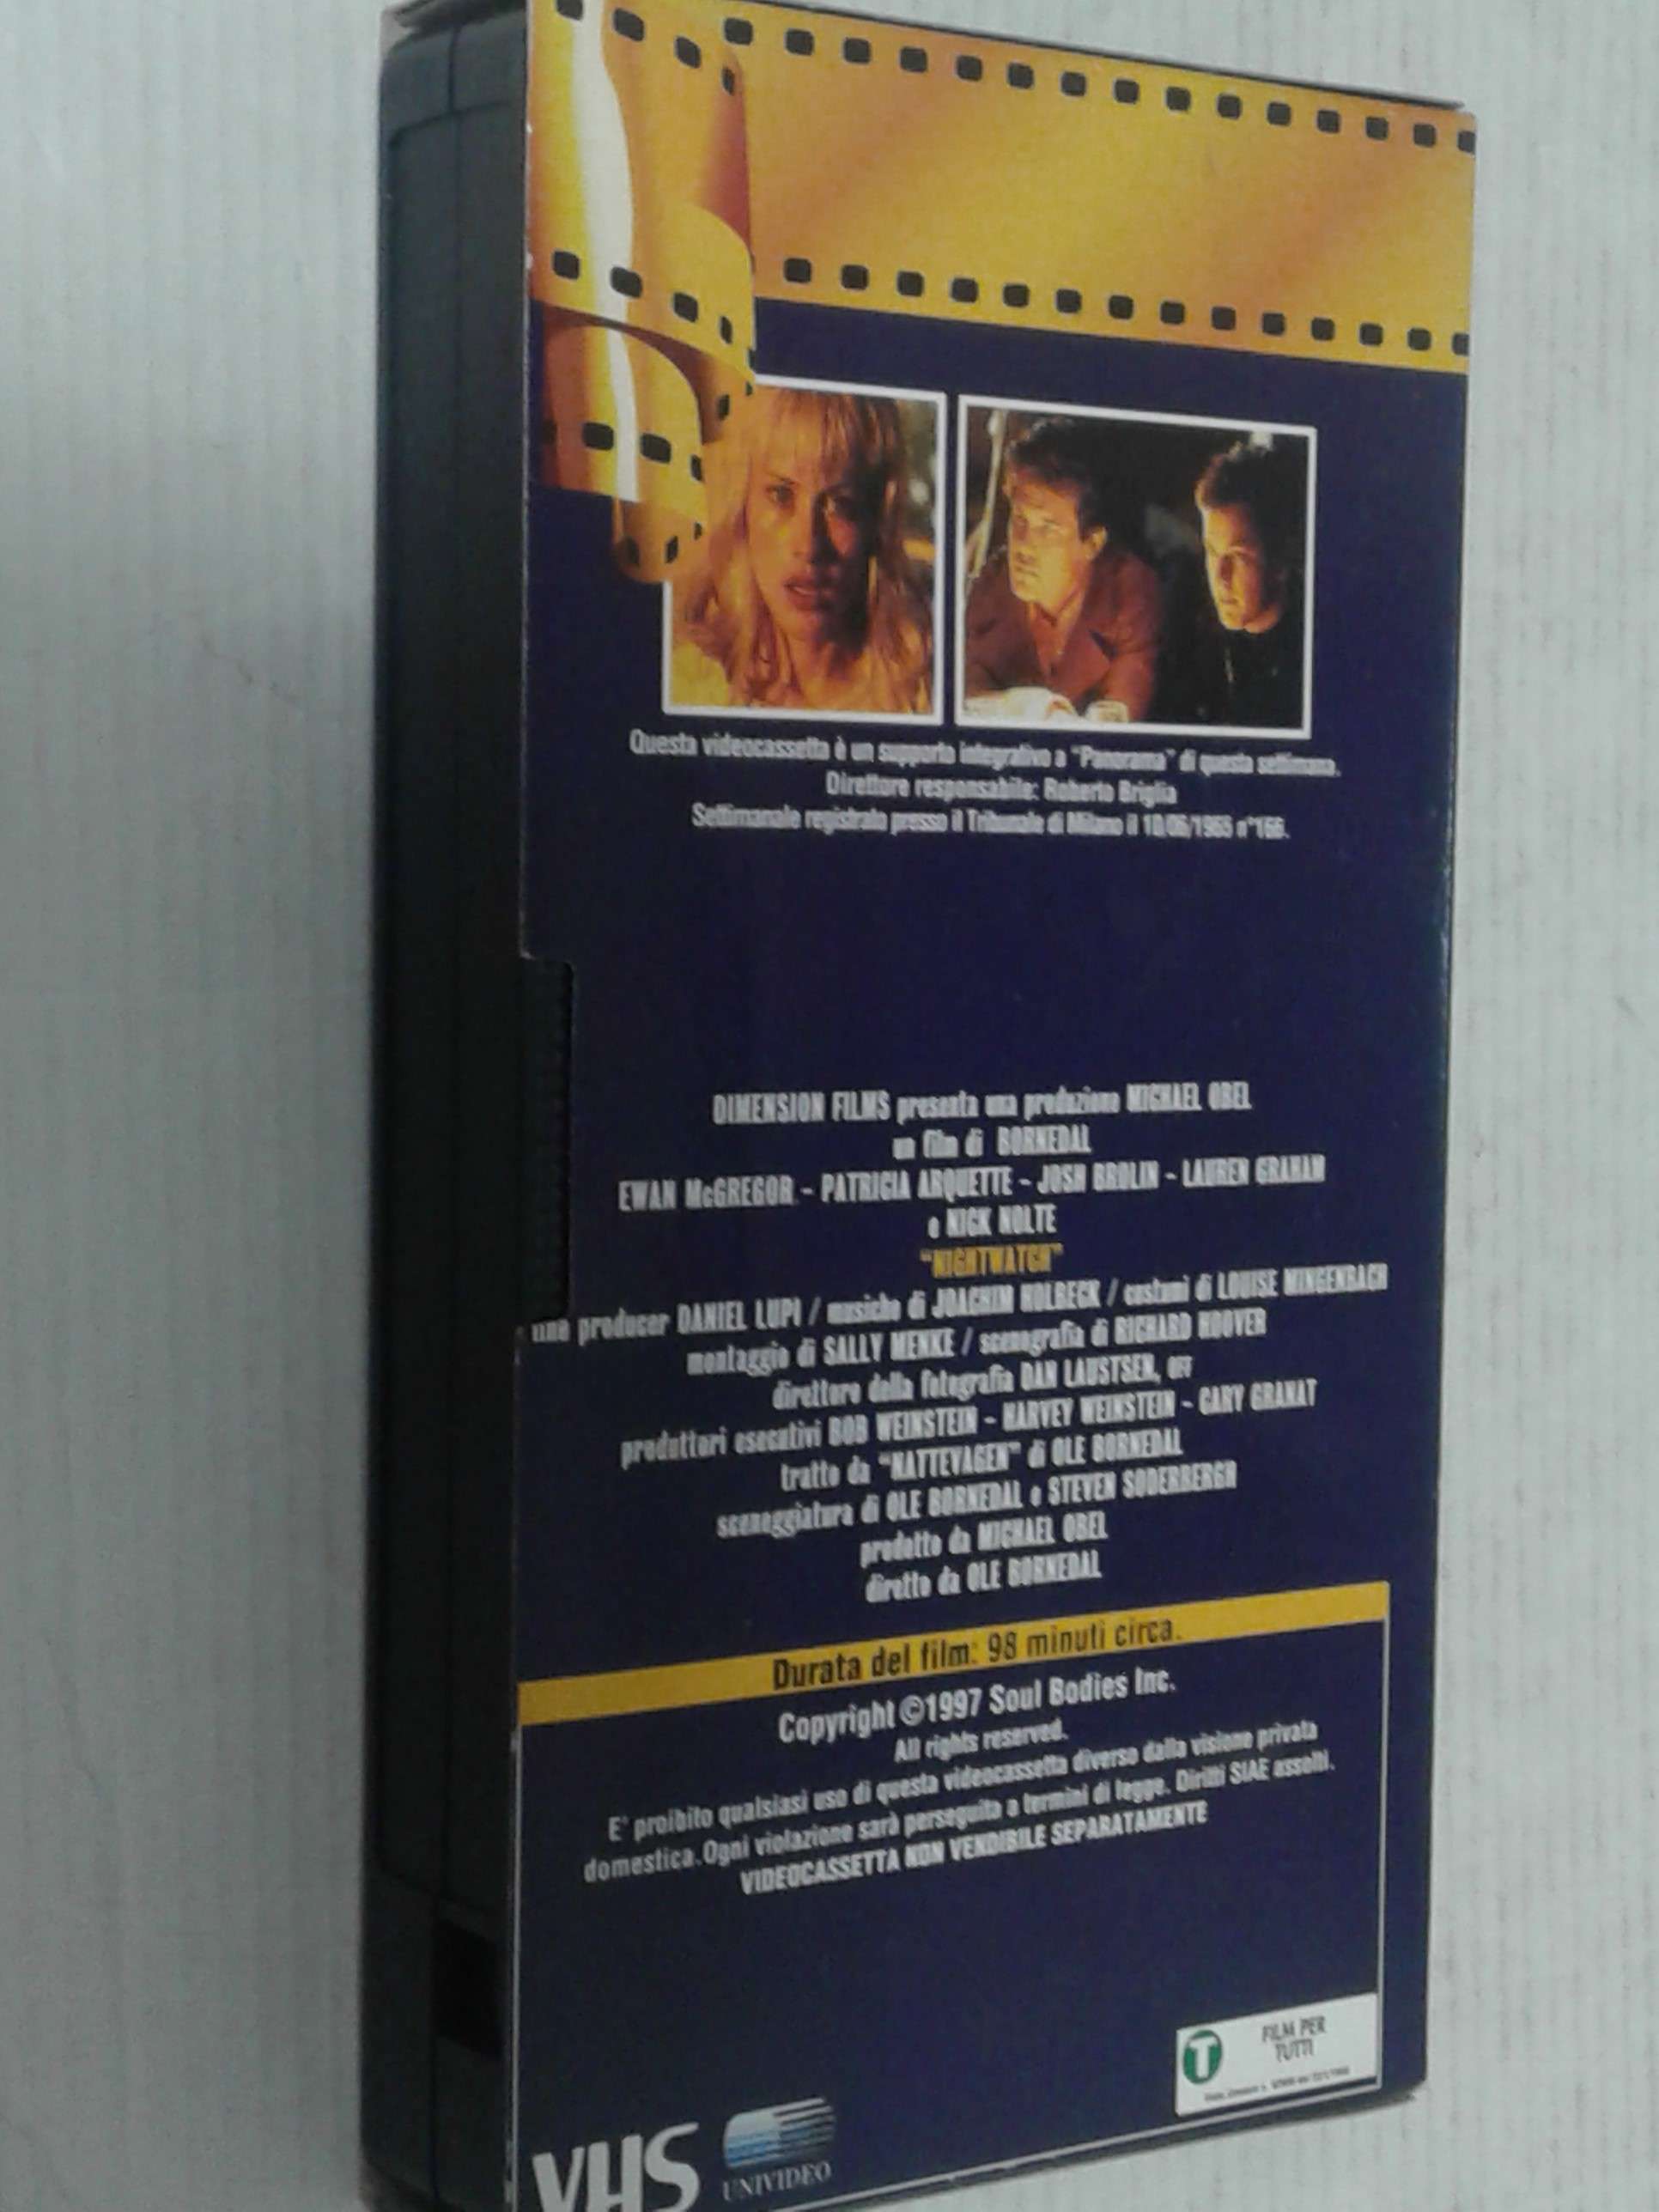 Questa videocassetta è un supporto integrativo a "Panorama" di questa settimana.
Direttore responsabile: Roberto Briglia
Settimanale registrato presso il Tribunale di Milano il 10/06/1965 n°166.
DIMENSION FILMS presenta una produzione MICHAEL OBEL
un film di BORNEDAL
EWAN McGREGOR - PATRICIA ARQUETTE - JOSH BROLIN - LAUREN GRAHAM
e NICK NOLTE
"NIGHTWATCH"
line producer DANIEL LUPI / musiche di JOACHIM HOLBECK / costumi di LOUISE MINGENBACH
montaggio di SALLY MENKE / scenografia di RICHARD HOOVER
direttore della fotografia DAN LAUSTSEN, OFF
produttori esecutivi BOB WEINSTEIN - HARVEY WEINSTEIN - CARY GRANAT
tratto da "NATTEVAGEN" di OLE BORNEDAL
sceneggiatura di OLE BORNEDAL e STEVEN SODERBERGH
prodotto da MICHAEL OBEL
diretto da OLE BORNEDAL
Durata del film: 98 minuti circa.
Copyright ©1997 Soul Bodies Inc.
All rights reserved.
E' proibito qualsiasi uso di questa videocassetta diverso dalla visione privata
domestica. Ogni violazione sarà perseguita a termini di legge. Diritti SIAE assolti.
VIDEOCASSETTA NON VENDIBILE SEPARATAMENTE
T FILM PER
TUTTI
VHS UNIVIDEO